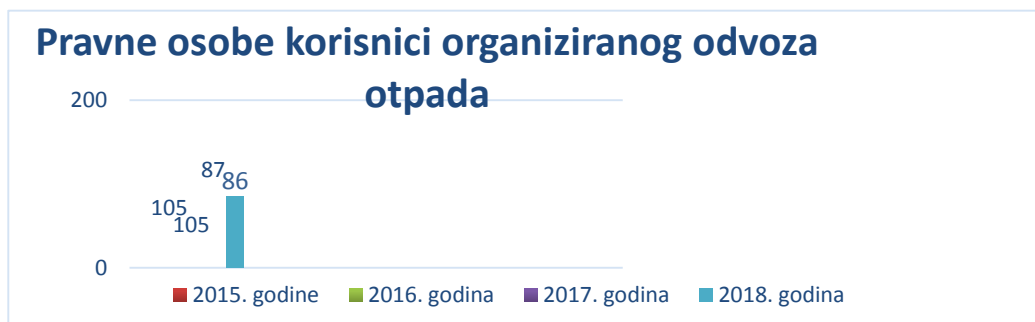 Pravne osobe korisnici organiziranog odvoza
otpada
200
87
86
105
105
0
2015. godine 2016. godina 2017. godina 2018. godina